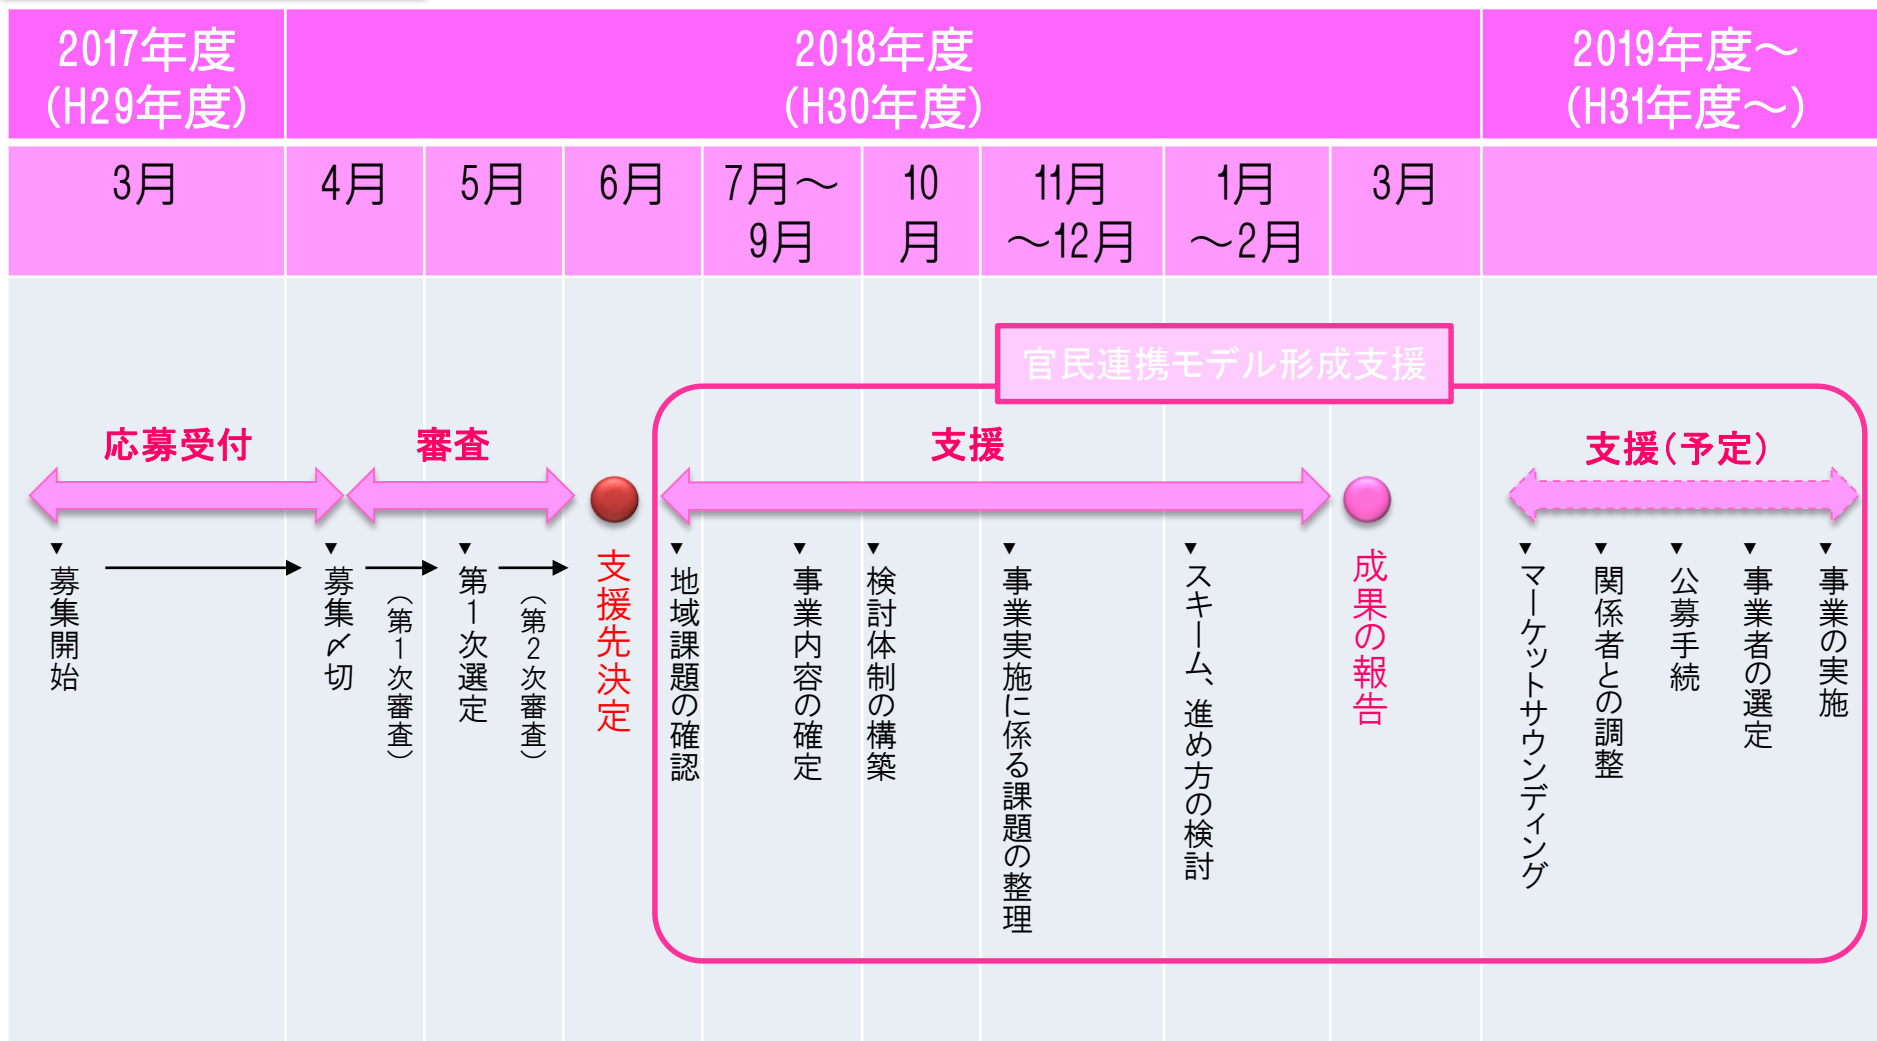 2017年度
(H29年度)
2018年度
(H30年度)
2019年度～
(H31年度～)
3月
4月
5月
6月
7月～
9月
10
月
11月
～12月
1月
～2月
3月
官民連携モデル形成支援
応募受付
審査
支援
支援(予定)
▼募集開始
▼募集〆切
(第1次審査)
▼第1次選定
(第2次審査)
支援先決定
▼地域課題の確認
▼事業内容の確定
▼検討体制の構築
▼事業実施に係る課題の整理
▼スキーム、進め方の検討
成果の報告
▼マーケットサウンディング
▼関係者との調整
▼公募手続
▼事業者の選定
▼事業の実施